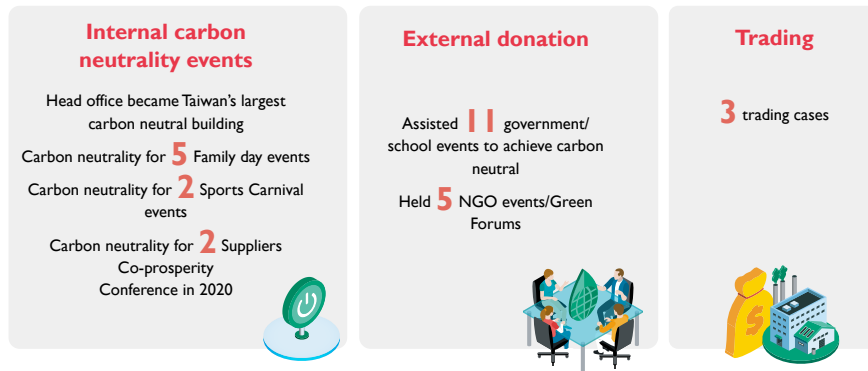 Internal carbon
neutrality events
Head office became Taiwan's largest
carbon neutral building
Carbon neutrality for 5 Family day events
Carbon neutrality for 2 Sports Carnival
events
Carbon neutrality for 2 Suppliers
Co-prosperity
Conference in 2020
External donation
Assisted 11 government/
school events to achieve carbon
neutral
Held 5 NGO events/Green
Forums
Trading
3 trading cases
$